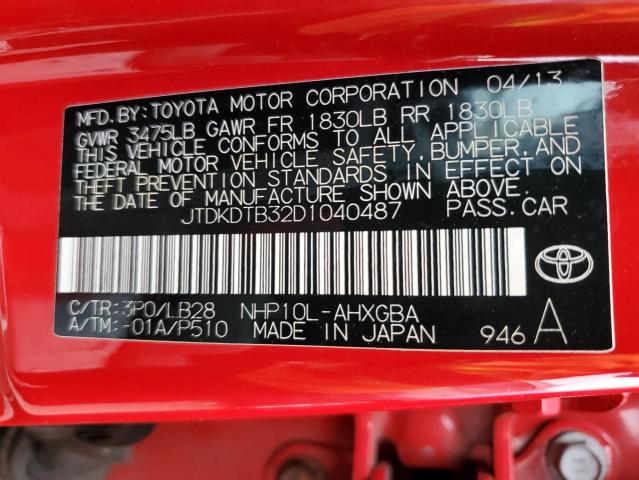 MFD.BY:TOYOTA MOTOR CORPORATION 04/13
GVWR 3475LB GAWR FR 1830LB RR 1830LB
THIS VEHICLE CONFORMS TO ALL APPLICABLE
FEDERAL MOTOR VEHICLE SAFETY,BUMPER,AND
THEFT PREVENTION STANDARDS IN EFFECT ON
THE DATE OF MANUFACTURE SHOWN ABOVE.
JTDKDTB32D1040487 PASS.CAR
C/TR:3P0/LB28 NHP10L-AHXGBA
A/TM:-01A/P510 MADE IN JAPAN 946 A